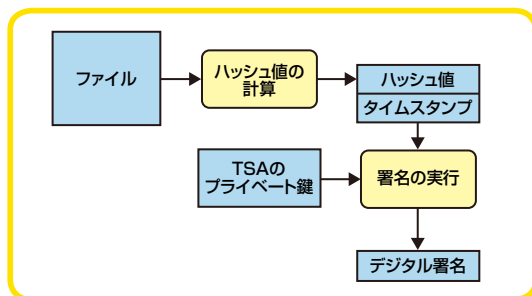 ファイル
ハッシュ値の
計算
ハッシュ値
タイムスタンプ
TSAの
プライベート鍵
署名の実行
デジタル署名